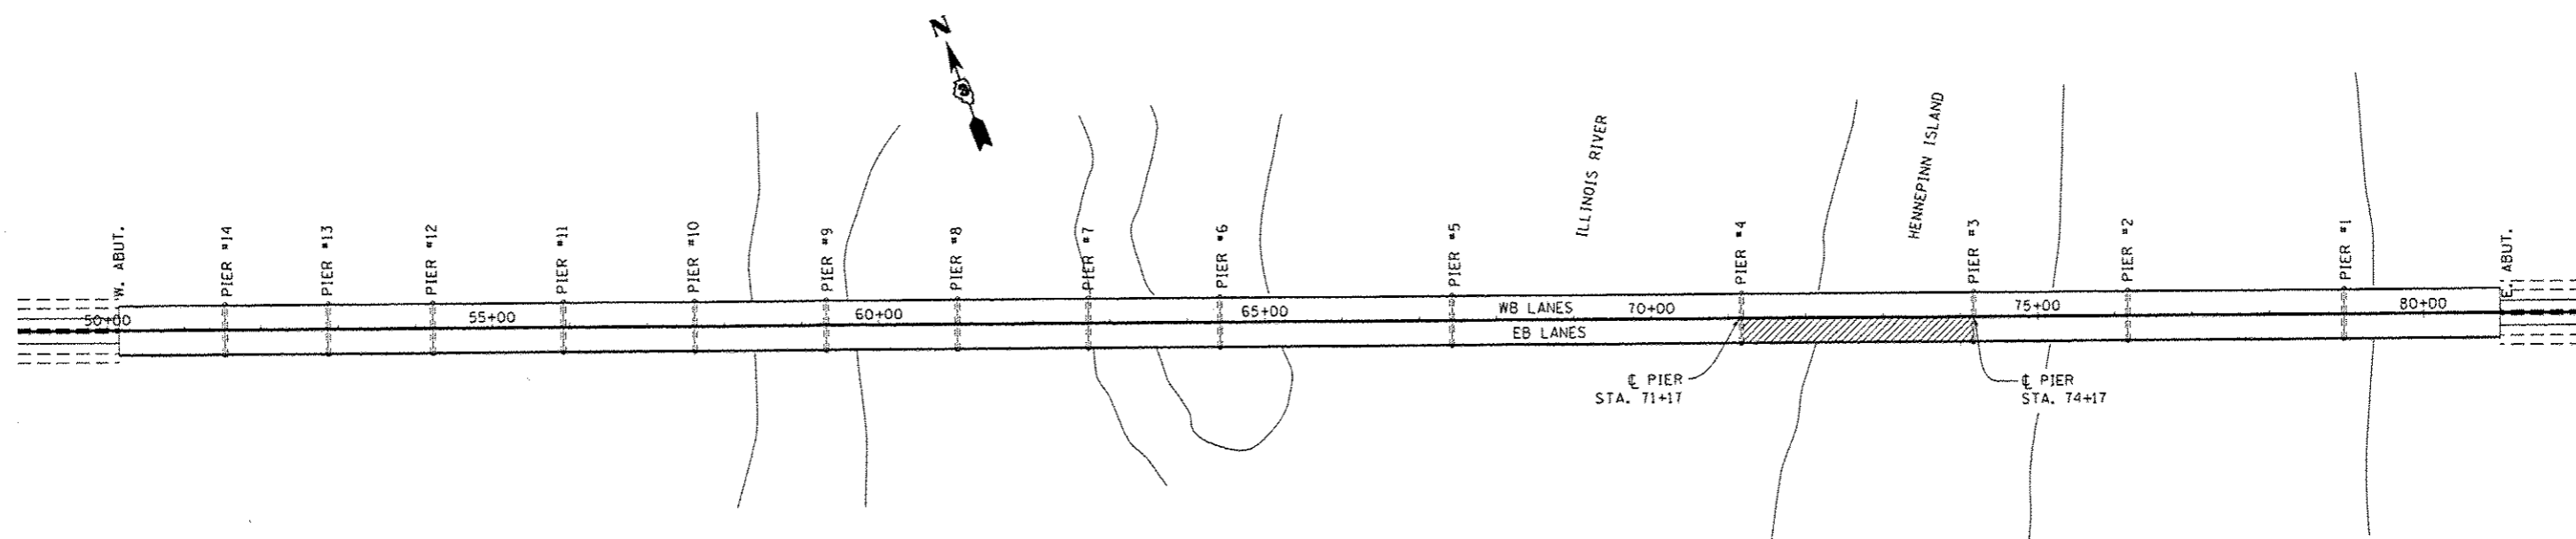 N
W. ABUT.
PIER #14
PIER #13
PIER #12
PIER #11
PIER #10
PIER #9
PIER #8
PIER #7
PIER #6
PIER #5
ILLINOIS RIVER
PIER #4
HENNEPINN ISLAND
PIER #3
PIER #2
PIER #1
E. ABUT.
50+00
55+00
60+00
65+00
WB LANES
70+00
75+00
80+00
EB LANES
℄ PIER
STA. 71+17
℄ PIER
STA. 74+17